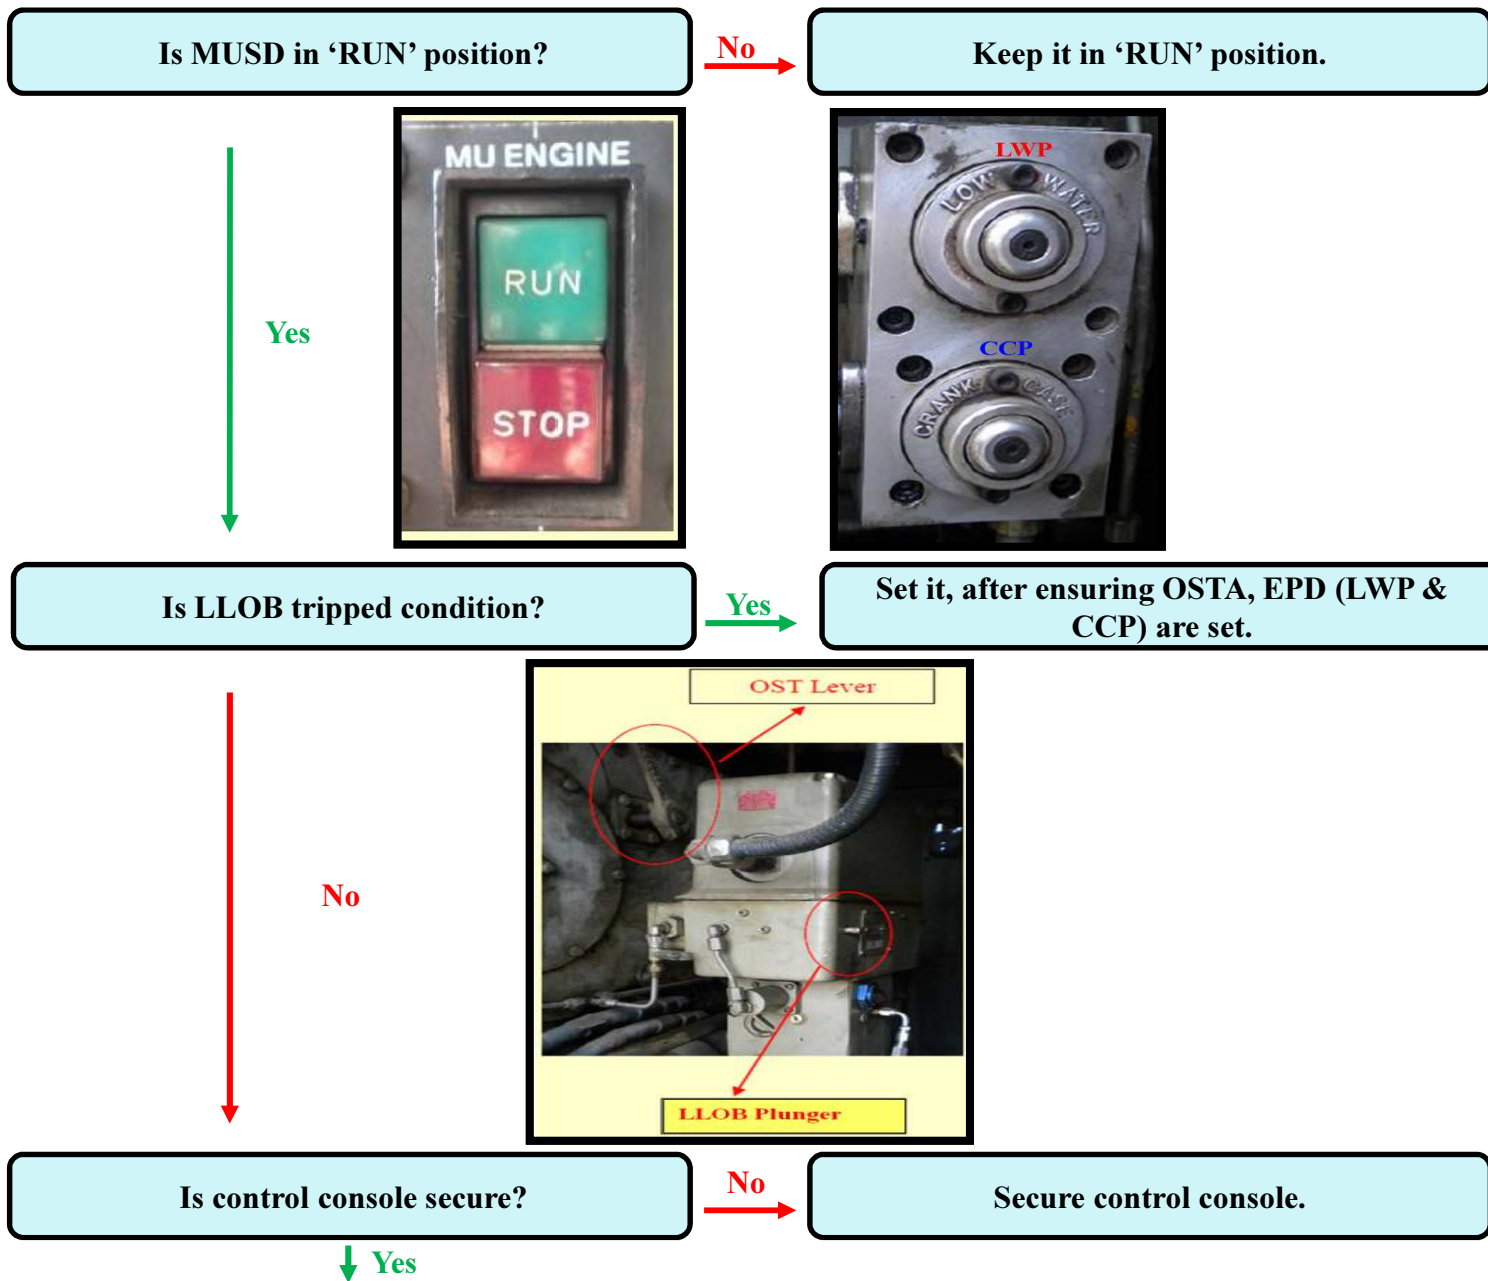 Is MUSD in ‘RUN’ position?
No
Keep it in ‘RUN’ position.
MU ENGINE
RUN
STOP
LWP
LOW WATER
CCP
CRANK CASE
Yes
Is LLOB tripped condition?
Yes
Set it, after ensuring OSTA, EPD (LWP &
CCP) are set.
OST Lever
No
LLOB Plunger
Is control console secure?
No
Secure control console.
Yes